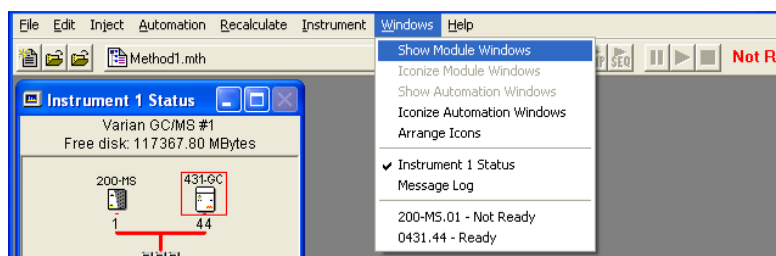 File Edit Inject Automation Recalculate Instrument Windows Help
Method1.mth
SEQ
Not R
Show Module Windows
Iconize Module Windows
Show Automation Windows
Iconize Automation Windows
Arrange Icons
Instrument 1 Status
Message Log
200-MS.01 - Not Ready
0431.44 - Ready
Instrument 1 Status
Varian GC/MS #1
Free disk: 117367.80 MBytes
200-MS 431-GC
1 44